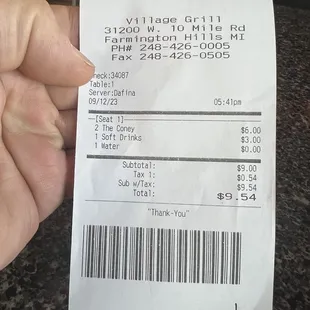 Village Grill
31200 W. 10 Mile Rd
Farmington Hills MI
PH# 248-426-0005
Fax 248-426-0505
Check:34087
Table:1
Server:Dafina
09/12/23 05:41pm
[Seat 1]
2 The Coney $6.00
1 Soft Drinks $3.00
1 Water $0.00
Subtotal: $9.00
Tax 1: $0.54
Sub w/Tax: $9.54
Total: $9.54
"Thank-You"
1